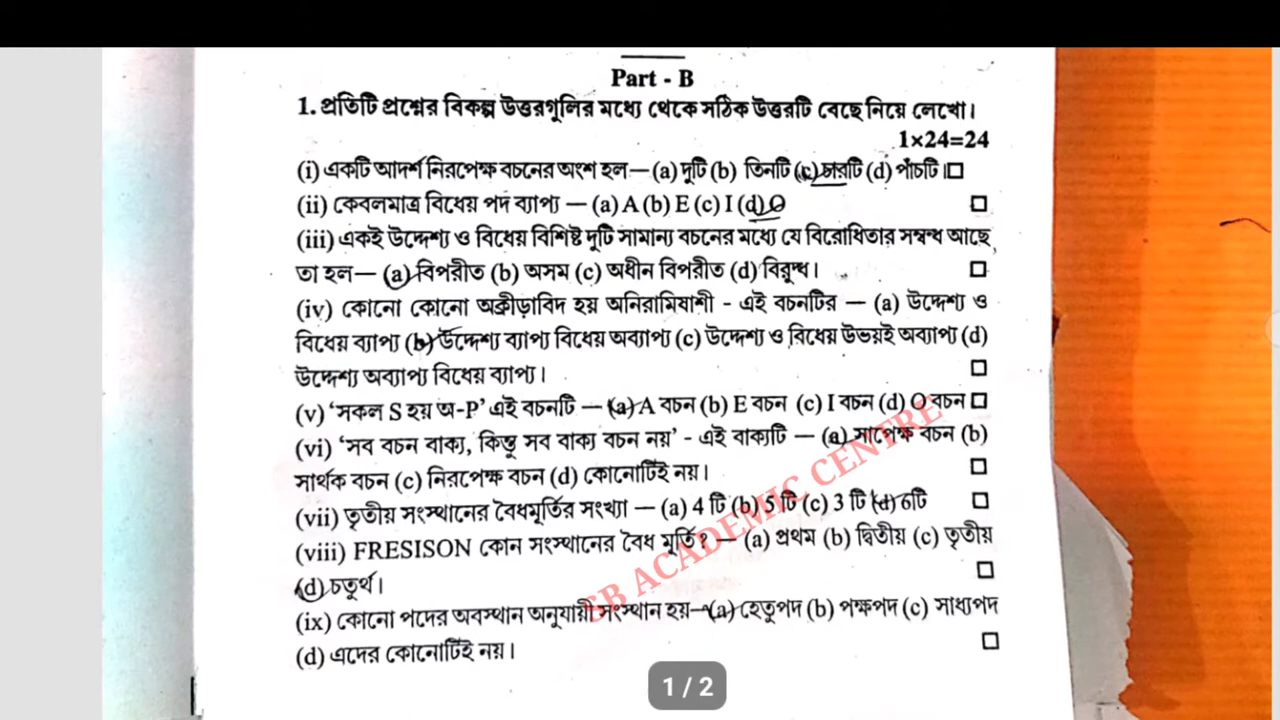 Part - B
1. প্রতিটি প্রশ্নের বিকল্প উত্তরগুলির মধ্যে থেকে সঠিক উত্তরটি বেছে নিয়ে লেখো।
1×24=24
(i) একটি আদর্শ নিরপেক্ষ বচনের অংশ হল— (a) দুটি (b) তিনটি (c) চারটি (d) পাঁচটি।
(ii) কেবলমাত্র বিধেয় পদ ব্যাপ্য — (a) A (b) E (c) I (d) O
(iii) একই উদ্দেশ্য ও বিধেয় বিশিষ্ট দুটি সামান্য বচনের মধ্যে যে বিরোধিতার সম্বন্ধ আছে,
তা হল— (a) বিপরীত (b) অসম (c) অধীন বিপরীত (d) বিরুদ্ধ।
(iv) কোনো কোনো অক্রীড়াবিদ হয় অনিরামিষাশী - এই বচনটির — (a) উদ্দেশ্য ও
বিধেয় ব্যাপ্য (b) উদ্দেশ্য ব্যাপ্য বিধেয় অব্যাপ্য (c) উদ্দেশ্য ও বিধেয় উভয়ই অব্যাপ্য (d)
উদ্দেশ্য অব্যাপ্য বিধেয় ব্যাপ্য।
(v) ‘সকল S হয় অ-P’ এই বচনটি — (a) A বচন (b) E বচন (c) I বচন (d) O বচন
(vi) ‘সব বচন বাক্য, কিন্তু সব বাক্য বচন নয়’ - এই বাক্যটি — (a) সাপেক্ষ বচন (b)
সার্থক বচন (c) নিরপেক্ষ বচন (d) কোনোটিই নয়।
(vii) তৃতীয় সংস্থানের বৈধমূর্তির সংখ্যা — (a) 4 টি (b) 5 টি (c) 3 টি (d) 6টি
(viii) FRESISON কোন সংস্থানের বৈধ মূর্তি? — (a) প্রথম (b) দ্বিতীয় (c) তৃতীয়
(d) চতুর্থ।
(ix) কোনো পদের অবস্থান অনুযায়ী সংস্থান হয়— (a) হেতুপদ (b) পক্ষপদ (c) সাধ্যপদ
(d) এদের কোনোটিই নয়।
SB ACADEMIC CENTRE
1 / 2